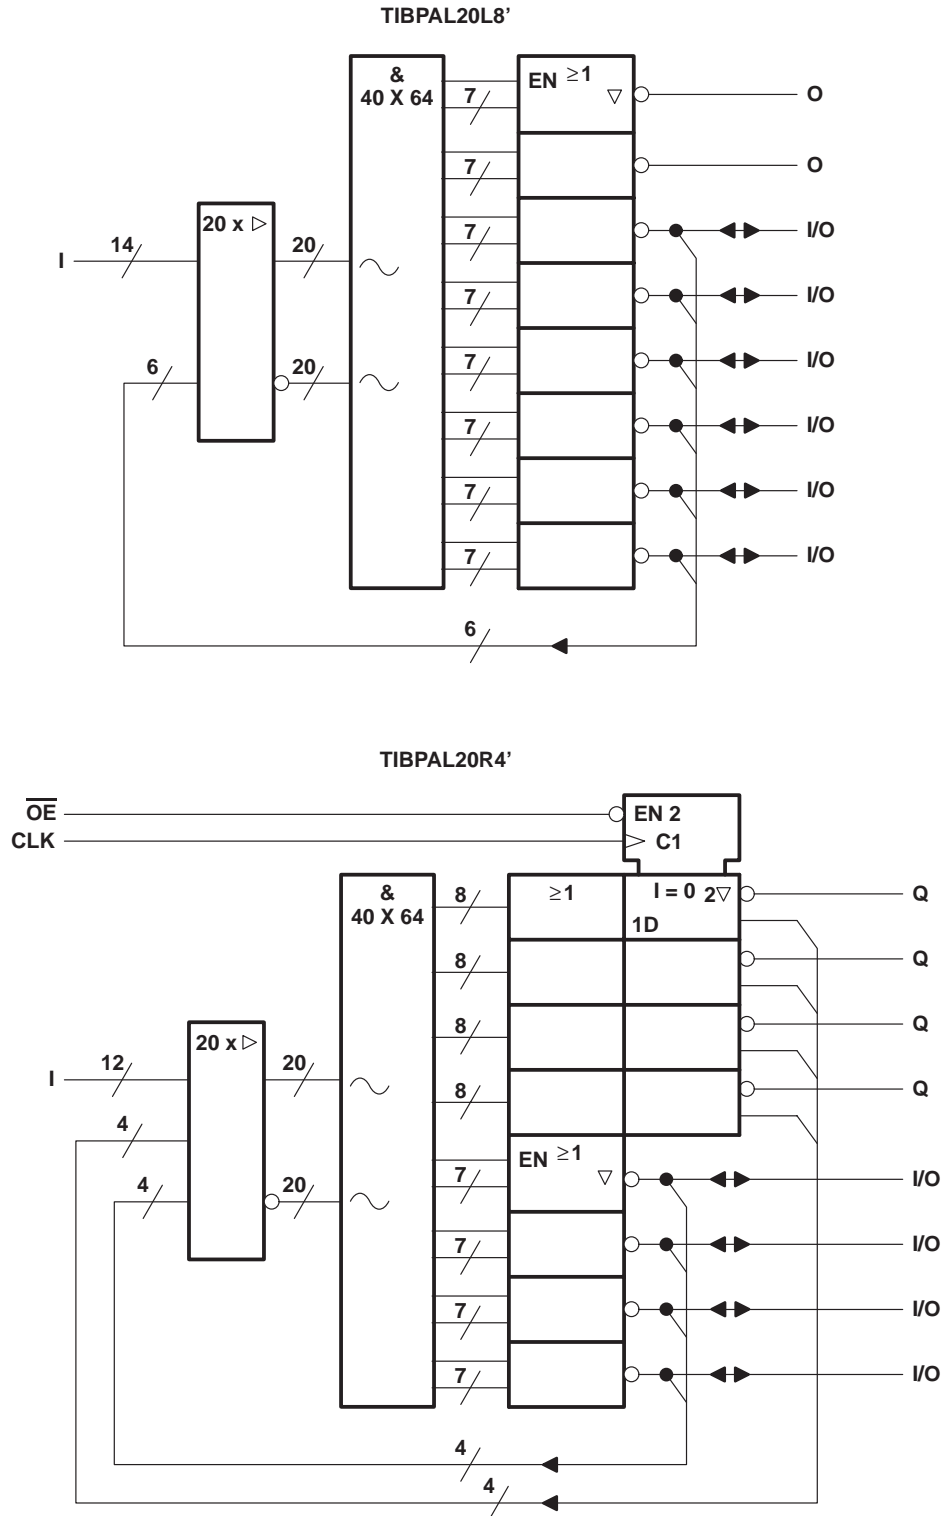 TIBPAL20L8’
&
40 X 64
EN ≥1
▽
7
O
7
O
20 x ▷
14
I
20
7
I/O
7
I/O
6
20
7
I/O
7
I/O
7
I/O
7
I/O
6
TIBPAL20R4’
OE
EN 2
CLK
C1
&
40 X 64
8
≥1
I = 0 2▽
1D
Q
8
Q
20 x ▷
8
Q
I
12
20
8
Q
4
EN ≥1
▽
4
20
7
I/O
7
I/O
7
I/O
7
I/O
4
4